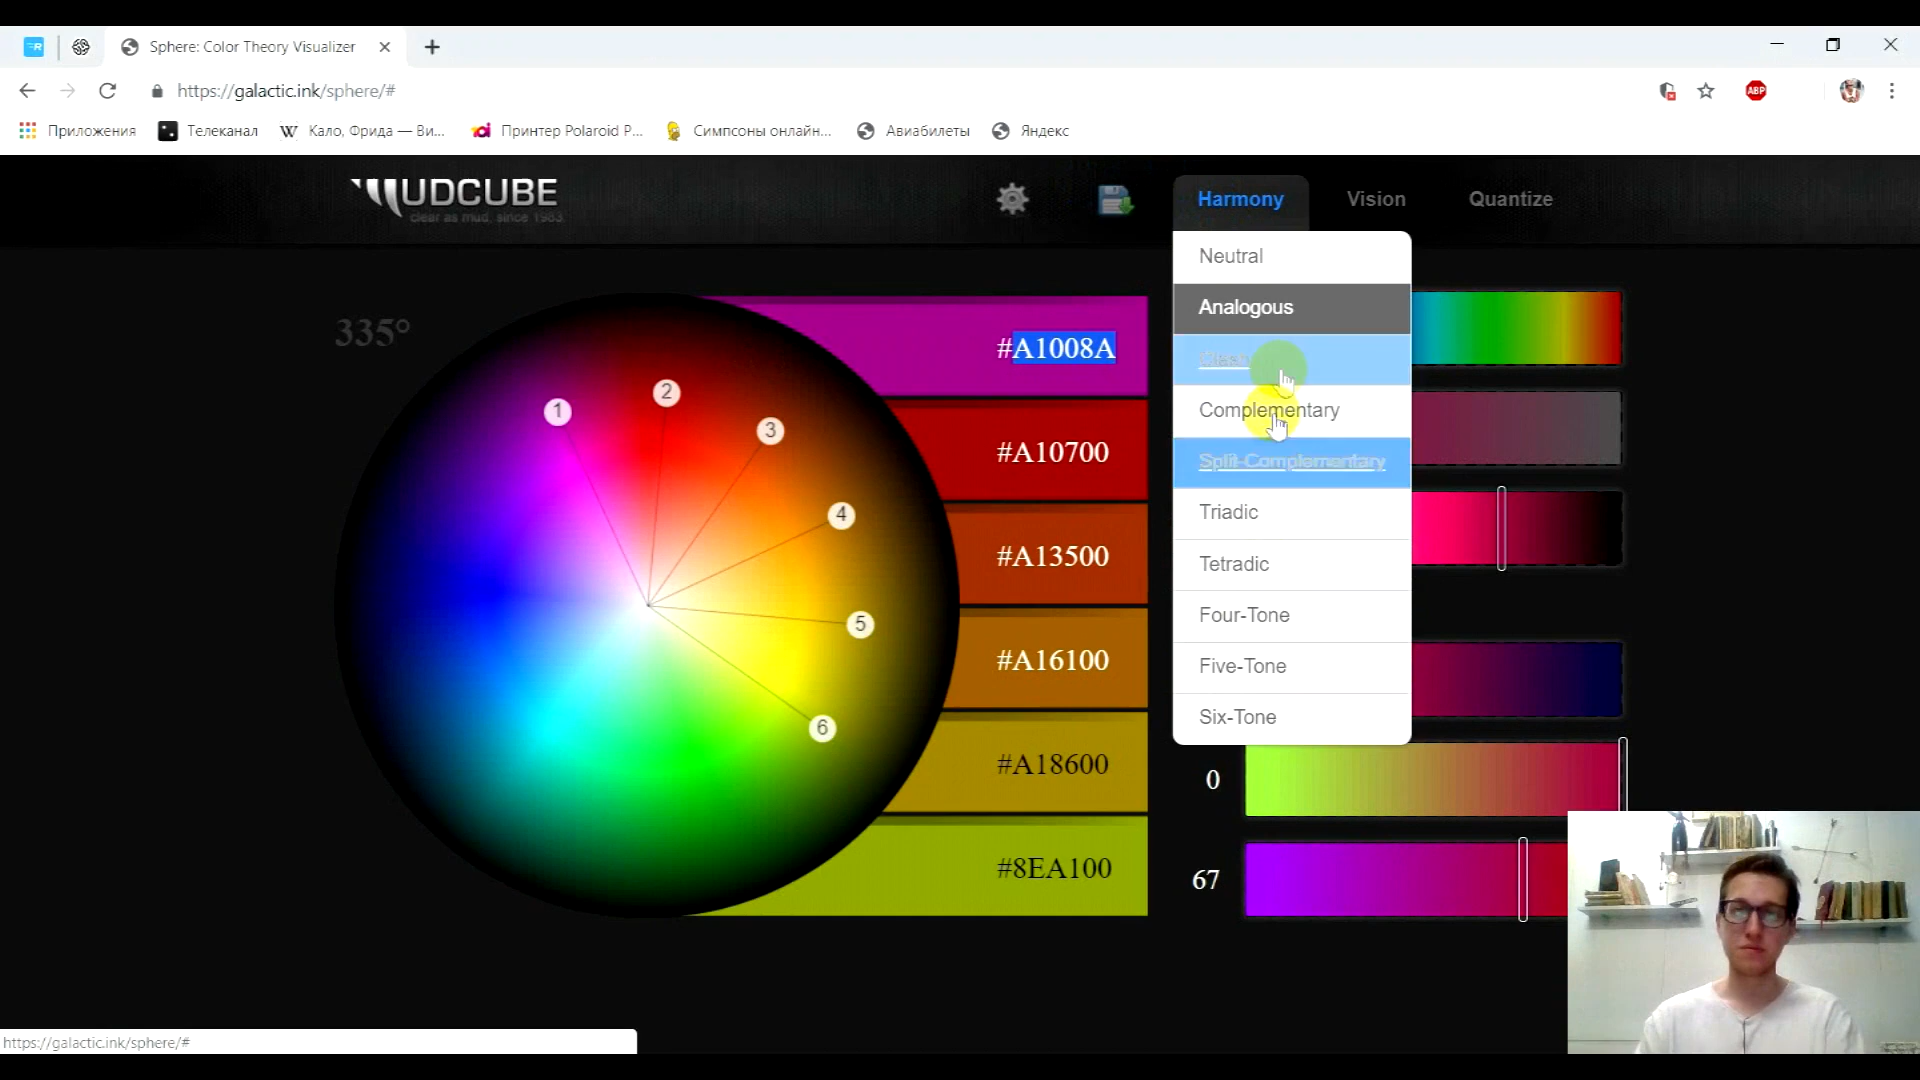 Sphere: Color Theory Visualizer
https://galactic.ink/sphere/#
ABP
Приложения
Телеканал
W Кало, Фрида — Ви...
Принтер Polaroid P...
Симпсоны онлайн...
Авиабилеты
Яндекс
MUDCUBE
clear as mud, since 1983.
Harmony
Vision
Quantize
Neutral
Analogous
Clash
Complementary
Split-Complementary
Triadic
Tetradic
Four-Tone
Five-Tone
Six-Tone
335°
1
2
3
4
5
6
#A1008A
#A10700
#A13500
#A16100
#A18600
#8EA100
0
67
https://galactic.ink/sphere/#